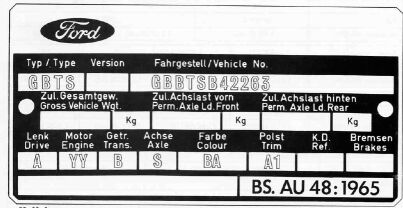 Ford
Typ / Type Version Fahrgestell / Vehicle No.
GBTS GBBTSB42263
Zul.Gesamtgew. Zul.Achslast vorn Zul.Achslast hinten
Gross Vehicle Wgt. Perm.Axle Ld.Front Perm.Axle Ld.Rear
Kg Kg Kg
Lenk Motor Getr. Achse Farbe Polst K.D. Bremsen
Drive Engine Trans. Axle Colour Trim Ref. Brakes
A YY B S BA A1
BS. AU 48:1965